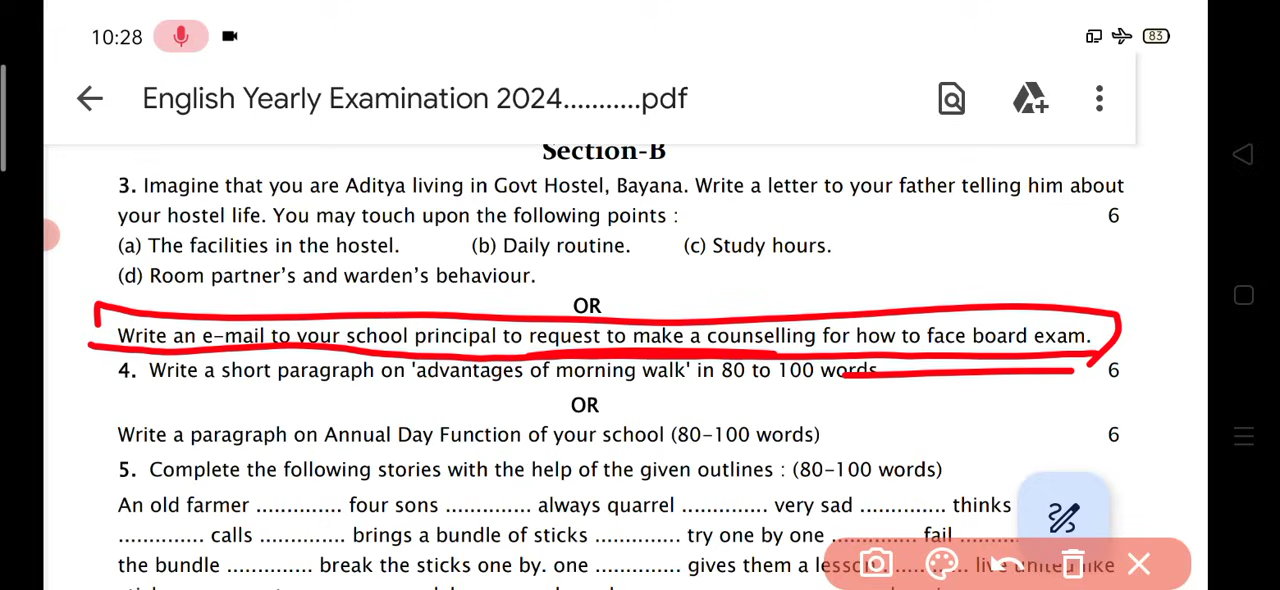 10:28
83
English Yearly Examination 2024...........pdf
Section-B
3. Imagine that you are Aditya living in Govt Hostel, Bayana. Write a letter to your father telling him about
your hostel life. You may touch upon the following points : 6
(a) The facilities in the hostel. (b) Daily routine. (c) Study hours.
(d) Room partner's and warden's behaviour.
OR
Write an e-mail to your school principal to request to make a counselling for how to face board exam.
4. Write a short paragraph on 'advantages of morning walk' in 80 to 100 words 6
OR
Write a paragraph on Annual Day Function of your school (80-100 words) 6
5. Complete the following stories with the help of the given outlines : (80-100 words)
An old farmer ............. four sons ............. always quarrel ............. very sad ............. thinks
............. calls ............. brings a bundle of sticks ............. try one by one ............. fail .............
the bundle ............. break the sticks one by. one ............. gives them a lesson ............. live united like